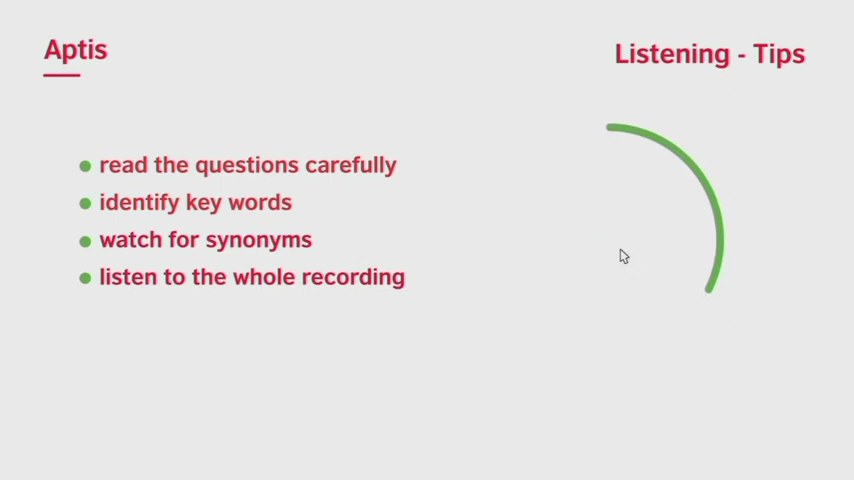 Aptis
Listening - Tips
read the questions carefully
identify key words
watch for synonyms
listen to the whole recording